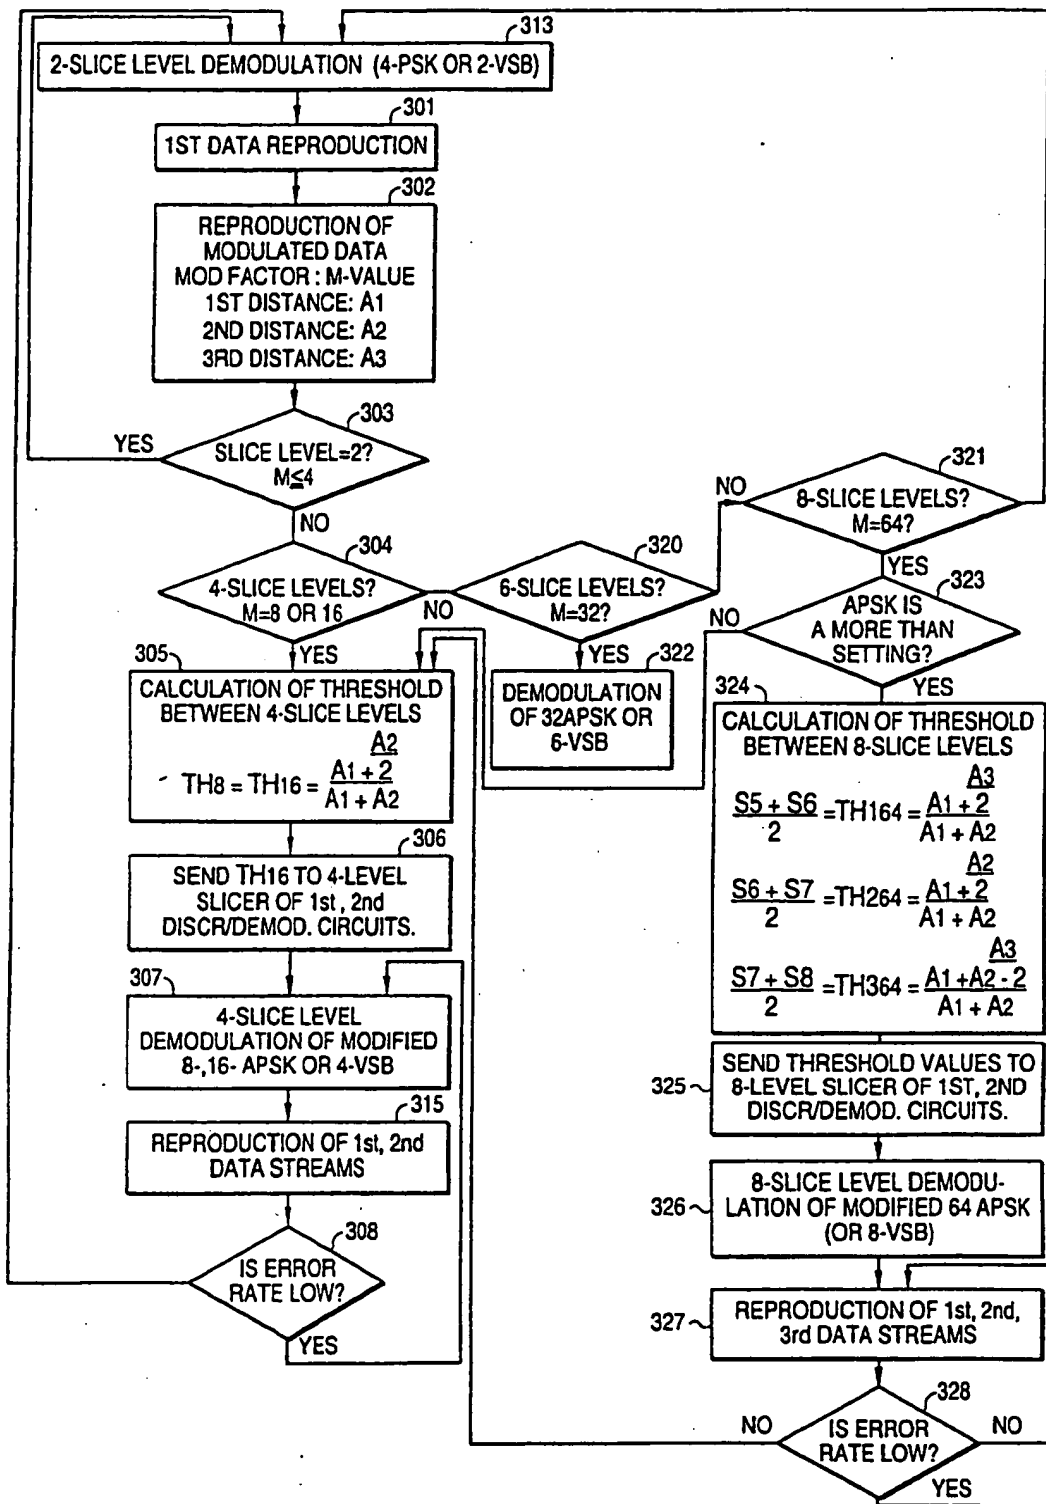 313
2-SLICE LEVEL DEMODULATION (4-PSK OR 2-VSB)
301
1ST DATA REPRODUCTION
302
REPRODUCTION OF
MODULATED DATA
MOD FACTOR : M-VALUE
1ST DISTANCE: A1
2ND DISTANCE: A2
3RD DISTANCE: A3
303
YES
SLICE LEVEL=2?
M≤4
NO
304
4-SLICE LEVELS?
M=8 OR 16
NO
YES
320
6-SLICE LEVELS?
M=32?
NO
YES
321
8-SLICE LEVELS?
M=64?
YES
323
APSK IS
A MORE THAN
SETTING?
NO
YES
305
CALCULATION OF THRESHOLD
BETWEEN 4-SLICE LEVELS
A2
TH8 = TH16 = A1 + 2
A1 + A2
322
DEMODULATION
OF 32APSK OR
6-VSB
324
CALCULATION OF THRESHOLD
BETWEEN 8-SLICE LEVELS
A3
S5 + S6 =TH164= A1 + 2
2 A1 + A2
A2
S6 + S7 =TH264= A1 + 2
2 A1 + A2
A3
S7 + S8 =TH364= A1 +A2 - 2
2 A1 + A2
306
SEND TH16 TO 4-LEVEL
SLICER OF 1st, 2nd
DISCR/DEMOD. CIRCUITS.
307
4-SLICE LEVEL
DEMODULATION OF MODIFIED
8-,16- APSK OR 4-VSB
315
REPRODUCTION OF 1st, 2nd
DATA STREAMS
308
IS ERROR
RATE LOW?
YES
325
SEND THRESHOLD VALUES TO
8-LEVEL SLICER OF 1ST, 2ND
DISCR/DEMOD. CIRCUITS.
326
8-SLICE LEVEL DEMODU-
LATION OF MODIFIED 64 APSK
(OR 8-VSB)
327
REPRODUCTION OF 1st, 2nd,
3rd DATA STREAMS
328
NO
IS ERROR
RATE LOW?
NO
YES